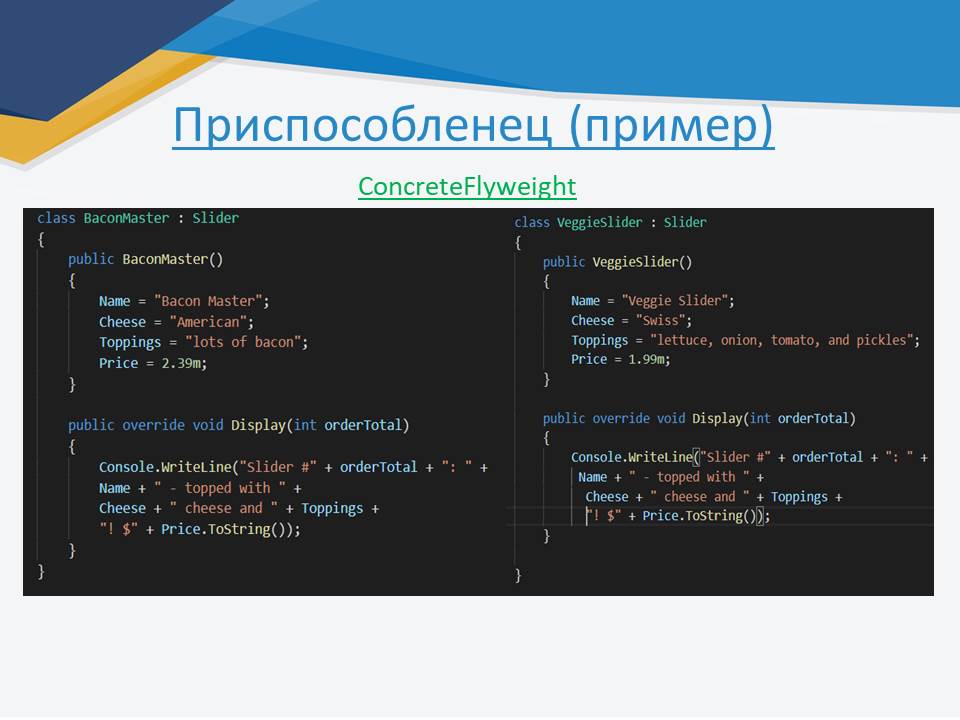 Приспособленец (пример)
ConcreteFlyweight
class BaconMaster : Slider
{
public BaconMaster()
{
Name = "Bacon Master";
Cheese = "American";
Toppings = "lots of bacon";
Price = 2.39m;
}
public override void Display(int orderTotal)
{
Console.WriteLine("Slider #" + orderTotal + ": " +
Name + " - topped with " +
Cheese + " cheese and " + Toppings +
"! $" + Price.ToString());
}
}
class VeggieSlider : Slider
{
public VeggieSlider()
{
Name = "Veggie Slider";
Cheese = "Swiss";
Toppings = "lettuce, onion, tomato, and pickles";
Price = 1.99m;
}
public override void Display(int orderTotal)
{
Console.WriteLine("Slider #" + orderTotal + ": " +
Name + " - topped with " +
Cheese + " cheese and " + Toppings +
"! $" + Price.ToString());
}
}